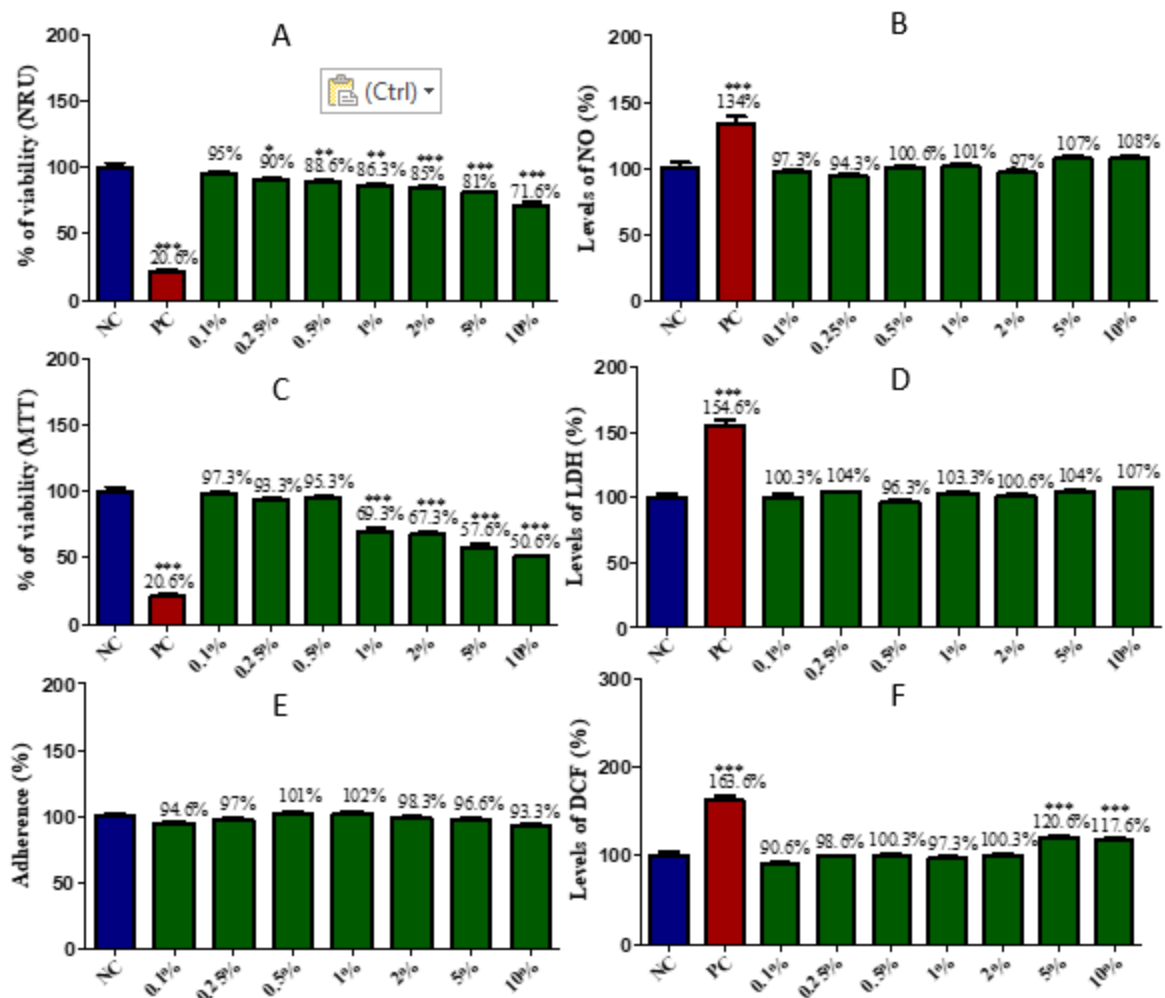 A
200
150
100
50
0
% of viability (NRU)
(Ctrl)
95%
*
90%
**
88.6%
**
86.3%
***
85%
***
81%
***
71.6%
***
20.6%
NC PC 0.1% 0.25% 0.5% 1% 2% 5% 10%
B
200
150
100
50
0
Levels of NO (%)
***
134%
97.3% 94.3% 100.6% 101% 97% 107% 108%
NC PC 0.1% 0.25% 0.5% 1% 2% 5% 10%
C
200
150
100
50
0
% of viability (MTT)
***
20.6%
97.3% 93.3% 95.3%
***
69.3%
***
67.3%
***
57.6%
***
50.6%
NC PC 0.1% 0.25% 0.5% 1% 2% 5% 10%
D
200
150
100
50
0
Levels of LDH (%)
***
154.6%
100.3% 104% 96.3% 103.3% 100.6% 104% 107%
NC PC 0.1% 0.25% 0.5% 1% 2% 5% 10%
E
200
150
100
50
0
Adherence (%)
94.6% 97% 101% 102% 98.3% 96.6% 93.3%
NC 0.1% 0.25% 0.5% 1% 2% 5% 10%
F
300
200
100
0
Levels of DCF (%)
***
163.6%
90.6% 98.6% 100.3% 97.3% 100.3%
***
120.6%
***
117.6%
NC PC 0.1% 0.25% 0.5% 1% 2% 5% 10%